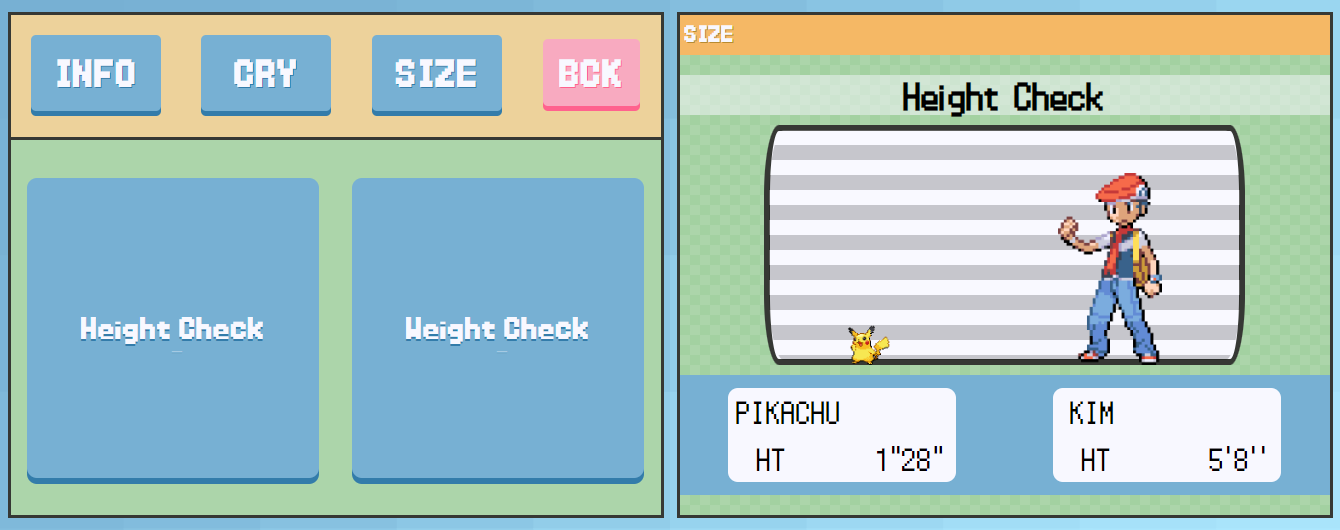 INFO CRY SIZE BCK
Height Check Weight Check
SIZE
Height Check
PIKACHU
HT 1"28"
KIM
HT 5'8''